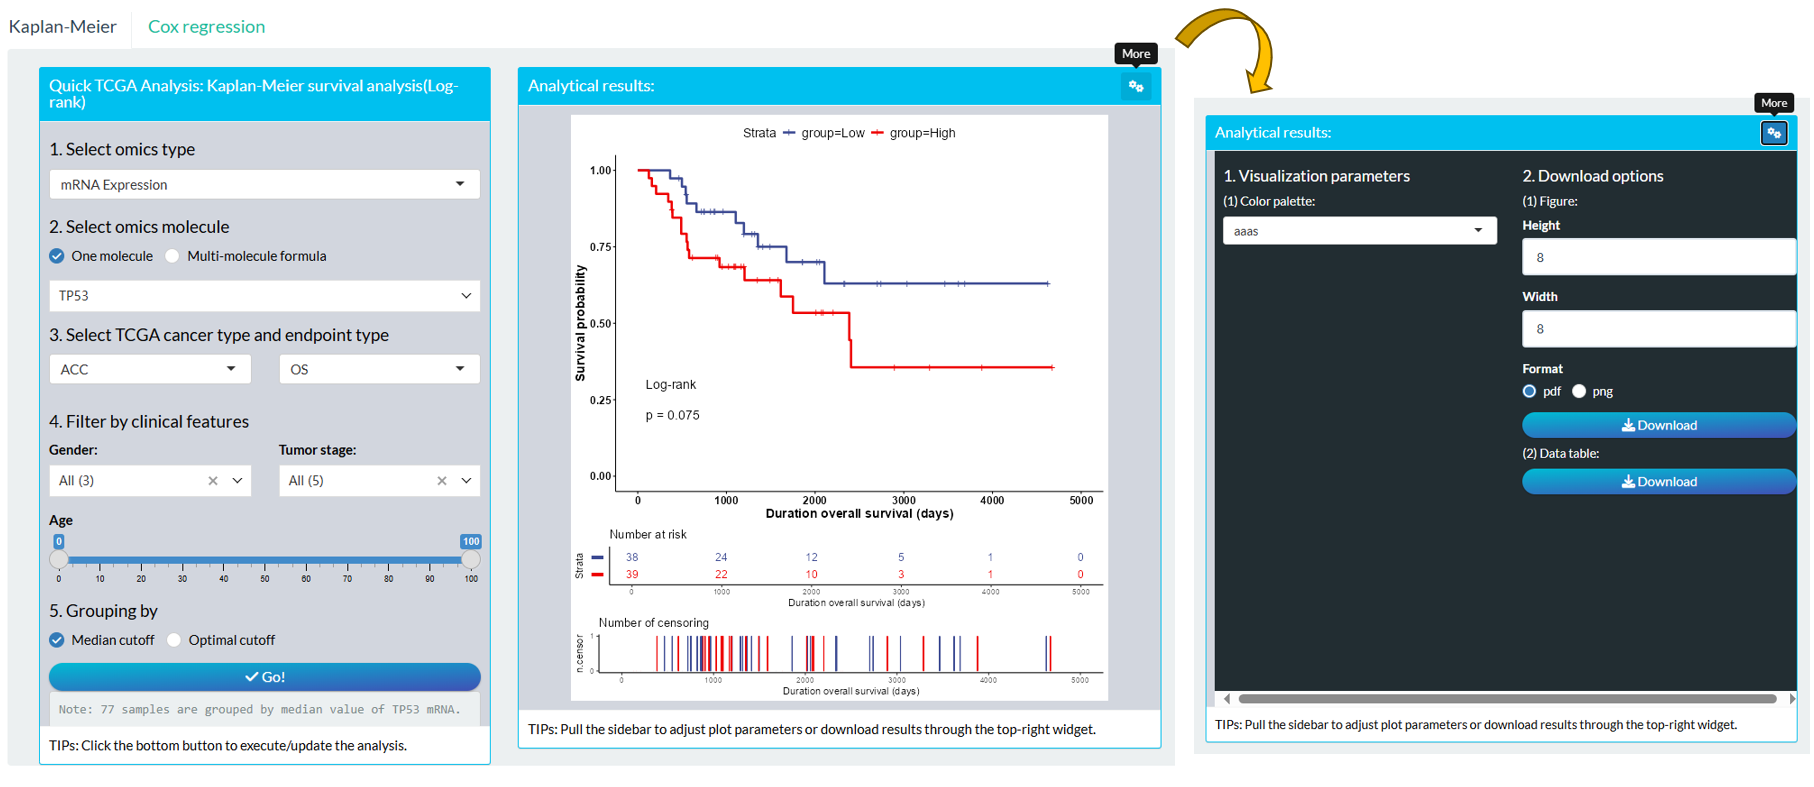 Kaplan-Meier
Cox regression
Quick TCGA Analysis: Kaplan-Meier survival analysis(Log-
rank)
1. Select omics type
mRNA Expression
2. Select omics molecule
One molecule
Multi-molecule formula
TP53
3. Select TCGA cancer type and endpoint type
ACC
OS
4. Filter by clinical features
Gender:
Tumor stage:
All (3)
All (5)
Age
0
100
0 10 20 30 40 50 60 70 80 90 100
5. Grouping by
Median cutoff
Optimal cutoff
Go!
Note: 77 samples are grouped by median value of TP53 mRNA.
TIPs: Click the bottom button to execute/update the analysis.
More
Analytical results:
Strata group=Low group=High
1.00
0.75
0.50
0.25
0.00
Survival probability
Log-rank
p = 0.075
0 1000 2000 3000 4000 5000
Duration overall survival (days)
Number at risk
Strata
38 24 12 5 1 0
39 22 10 3 1 0
0 1000 2000 3000 4000 5000
Duration overall survival (days)
Number of censoring
n.censor
1
0
0 1000 2000 3000 4000 5000
Duration overall survival (days)
TIPs: Pull the sidebar to adjust plot parameters or download results through the top-right widget.
More
Analytical results:
1. Visualization parameters
(1) Color palette:
aaas
2. Download options
(1) Figure:
Height
8
Width
8
Format
pdf
png
Download
(2) Data table:
Download
TIPs: Pull the sidebar to adjust plot parameters or download results through the top-right widget.